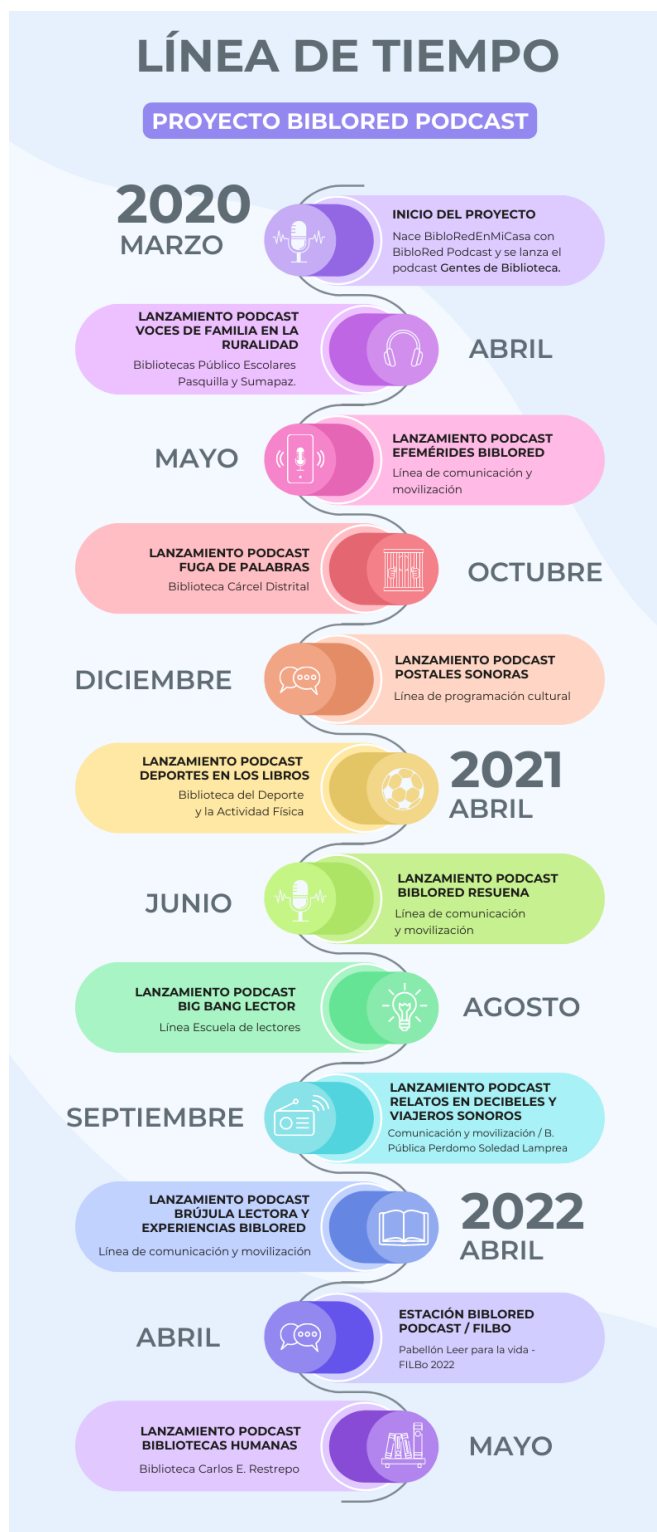 LÍNEA DE TIEMPO
PROYECTO BIBLORED PODCAST
2020
MARZO
INICIO DEL PROYECTO
Nace BibloRedEnMiCasa con
BibloRed Podcast y se lanza el
podcast Gentes de Biblioteca.
LANZAMIENTO PODCAST
VOCES DE FAMILIA EN LA
RURALIDAD
Bibliotecas Público Escolares
Pasquilla y Sumapaz.
ABRIL
MAYO
LANZAMIENTO PODCAST
EFEMÉRIDES BIBLORED
Línea de comunicación y
movilización
LANZAMIENTO PODCAST
FUGA DE PALABRAS
Biblioteca Cárcel Distrital
OCTUBRE
DICIEMBRE
LANZAMIENTO PODCAST
POSTALES SONORAS
Línea de programación cultural
LANZAMIENTO PODCAST
DEPORTES EN LOS LIBROS
Biblioteca del Deporte
y la Actividad Física
2021
ABRIL
JUNIO
LANZAMIENTO PODCAST
BIBLORED RESUENA
Línea de comunicación
y movilización
LANZAMIENTO PODCAST
BIG BANG LECTOR
Línea Escuela de lectores
AGOSTO
SEPTIEMBRE
LANZAMIENTO PODCAST
RELATOS EN DECIBELES Y
VIAJEROS SONOROS
Comunicación y movilización / B.
Pública Perdomo Soledad Lamprea
LANZAMIENTO PODCAST
BRÚJULA LECTORA Y
EXPERIENCIAS BIBLORED
Línea de comunicación y movilización
2022
ABRIL
ABRIL
ESTACIÓN BIBLORED
PODCAST / FILBO
Pabellón Leer para la vida -
FILBo 2022
LANZAMIENTO PODCAST
BIBLIOTECAS HUMANAS
Biblioteca Carlos E. Restrepo
MAYO